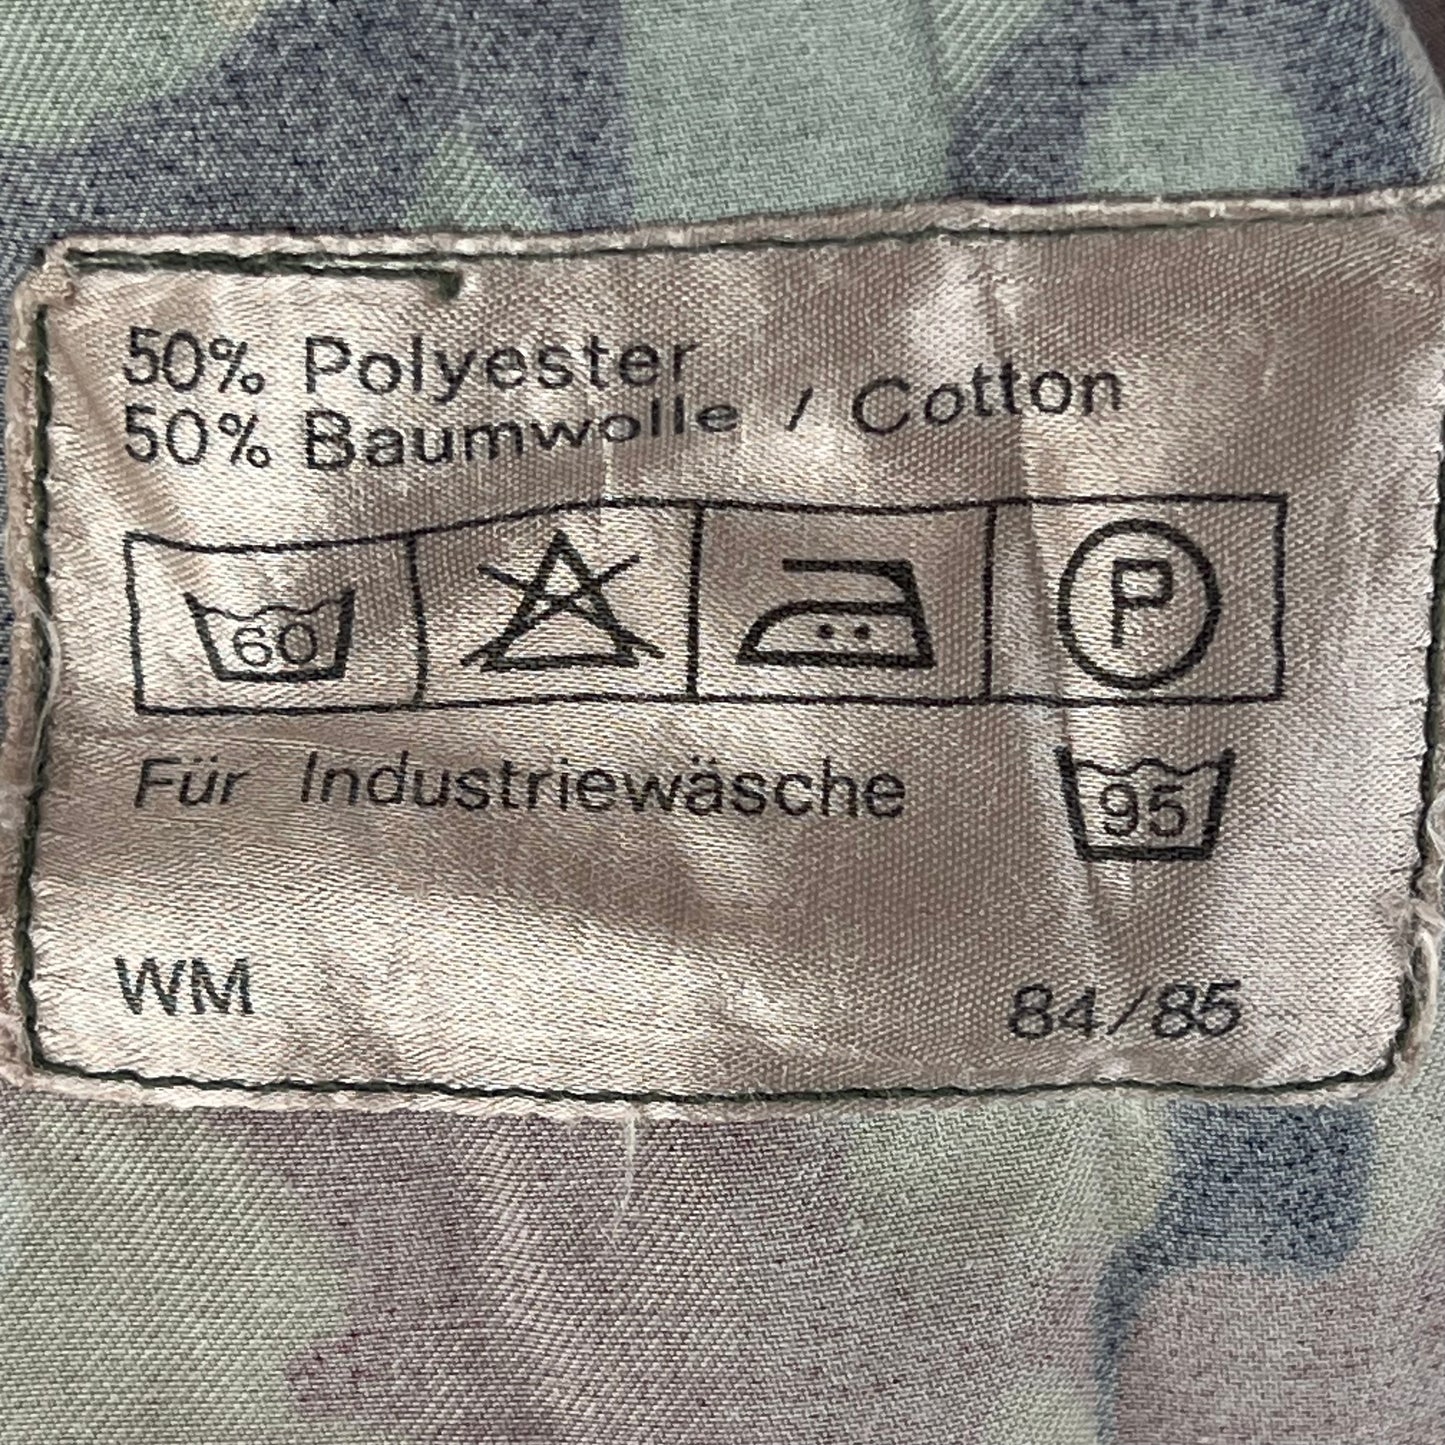 50% Polyester
50% Baumwolle / Cotton
60 P
Für Industriewäsche 95
WM 84/85